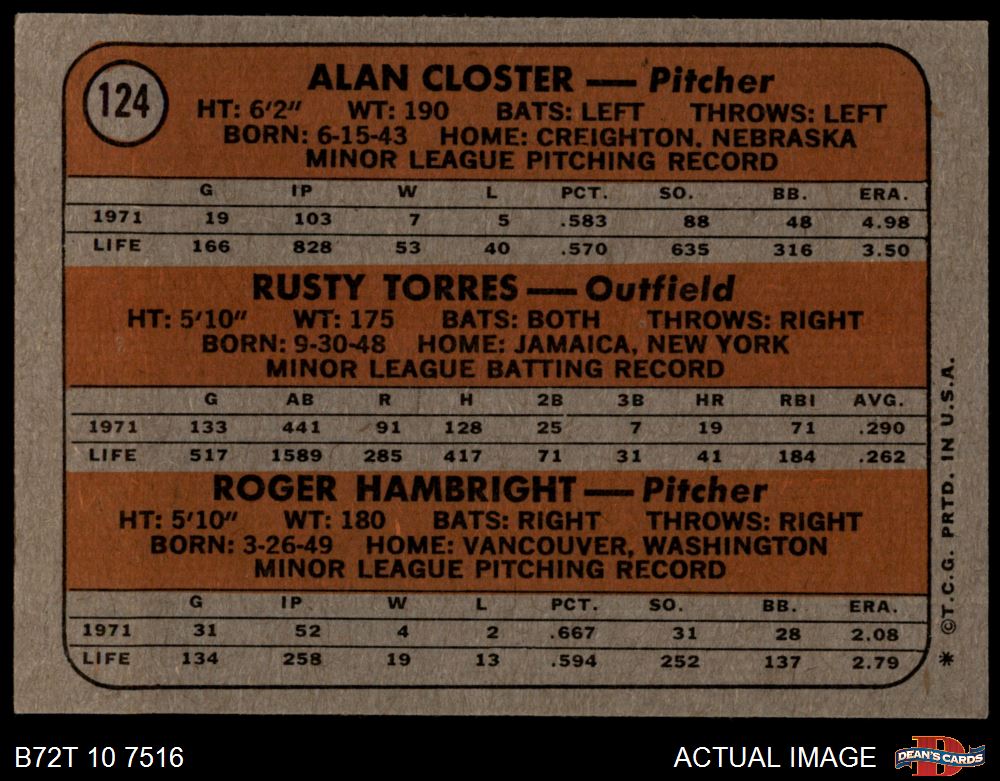 124
ALAN CLOSTER — Pitcher
HT: 6'2" WT: 190 BATS: LEFT THROWS: LEFT
BORN: 6-15-43 HOME: CREIGHTON. NEBRASKA
MINOR LEAGUE PITCHING RECORD
G IP W L PCT. SO. BB. ERA.
1971 19 103 7 5 .583 88 48 4.98
LIFE 166 828 53 40 .570 635 316 3.50
RUSTY TORRES — Outfield
HT: 5'10" WT: 175 BATS: BOTH THROWS: RIGHT
BORN: 9-30-48 HOME: JAMAICA, NEW YORK
MINOR LEAGUE BATTING RECORD
G AB R H 2B 3B HR RBI AVG.
1971 133 441 91 128 25 7 19 71 .290
LIFE 517 1589 285 417 71 31 41 184 .262
ROGER HAMBRIGHT — Pitcher
HT: 5'10" WT: 180 BATS: RIGHT THROWS: RIGHT
BORN: 3-26-49 HOME: VANCOUVER, WASHINGTON
MINOR LEAGUE PITCHING RECORD
G IP W L PCT. SO. BB. ERA.
1971 31 52 4 2 .667 31 28 2.08
LIFE 134 258 19 13 .594 252 137 2.79
* ©T.C.G. PRTD. IN U.S.A.
B72T 10 7516
ACTUAL IMAGE
D
DEAN'S CARDS